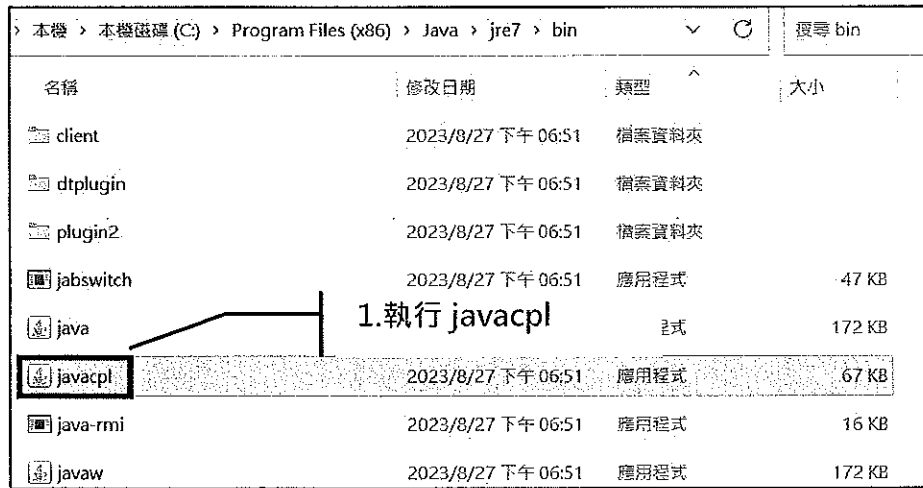 › 本機 › 本機磁碟 (C:) › Program Files (x86) › Java › jre7 › bin 搜尋 bin
名稱 修改日期 類型 大小
client 2023/8/27 下午 06:51 檔案資料夾
dtplugin 2023/8/27 下午 06:51 檔案資料夾
plugin2 2023/8/27 下午 06:51 檔案資料夾
jabswitch 2023/8/27 下午 06:51 應用程式 47 KB
1.執行 javacpl
java 程式 172 KB
javacpl 2023/8/27 下午 06:51 應用程式 67 KB
java-rmi 2023/8/27 下午 06:51 應用程式 16 KB
javaw 2023/8/27 下午 06:51 應用程式 172 KB